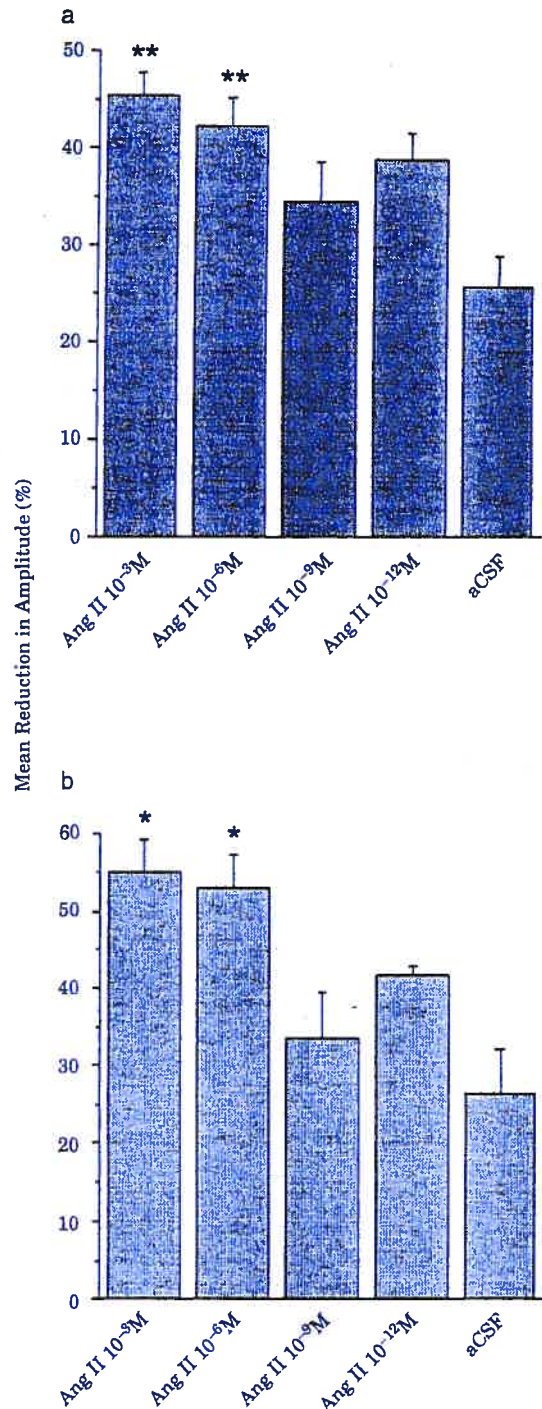 a
50
40
30
20
10
0
** **
Ang II 10⁻³M
Ang II 10⁻⁶M
Ang II 10⁻⁹M
Ang II 10⁻¹²M
aCSF
Mean Reduction in Amplitude (%)
b
60
50
40
30
20
10
0
* *
Ang II 10⁻³M
Ang II 10⁻⁶M
Ang II 10⁻⁹M
Ang II 10⁻¹²M
aCSF